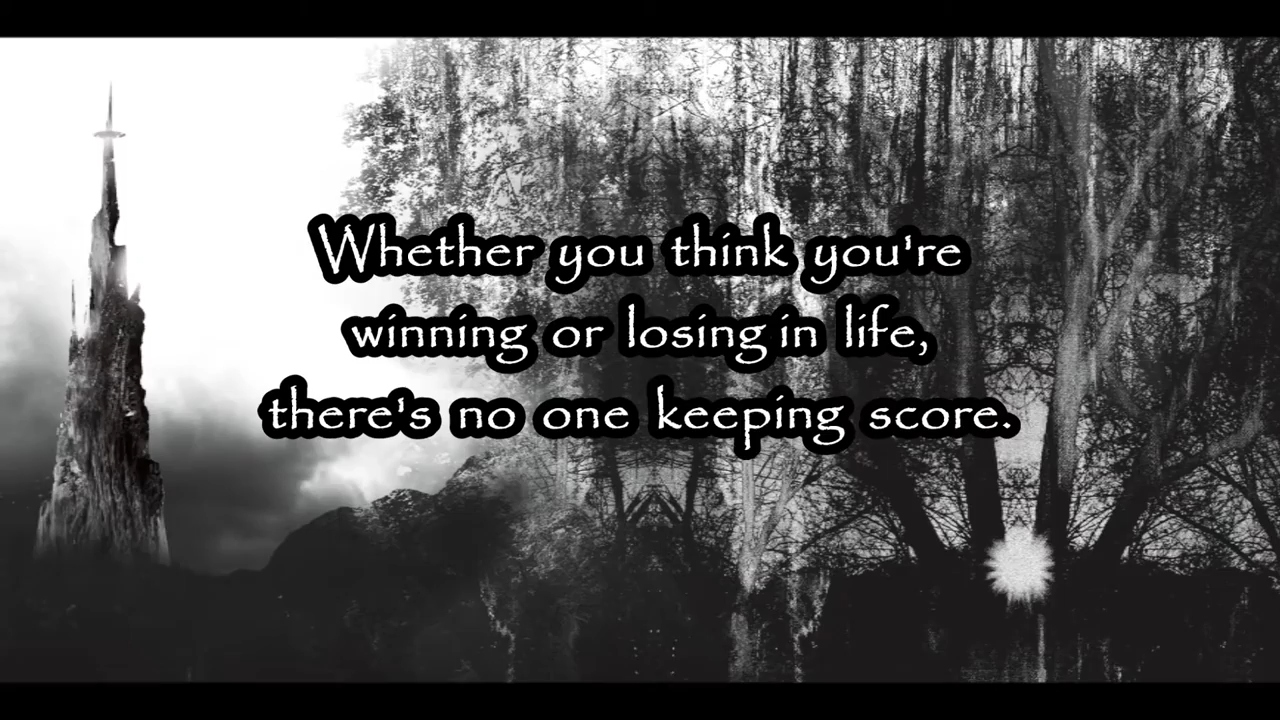 Whether you think you're
winning or losing in life,
there's no one keeping score.